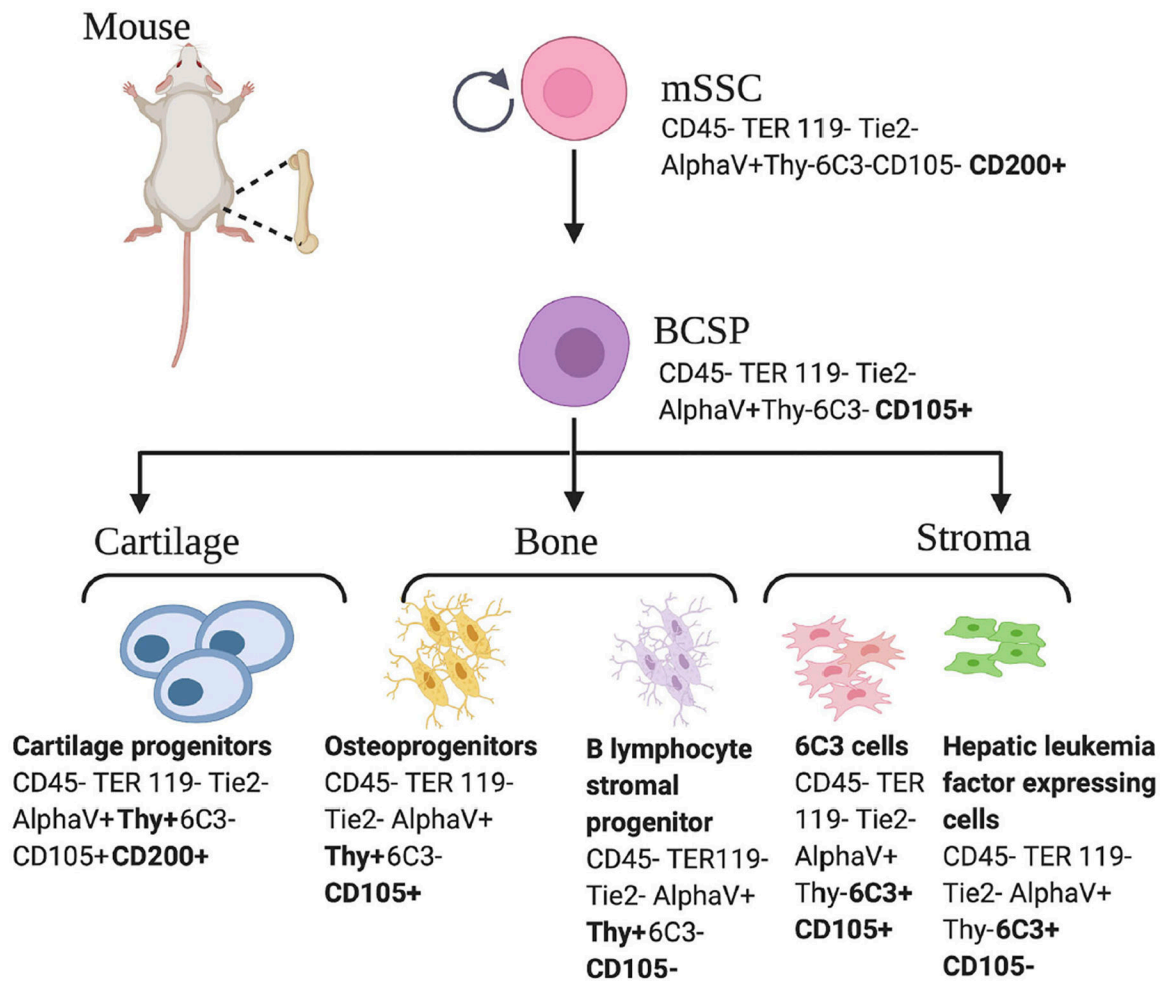 Mouse
mSSC
CD45- TER 119- Tie2-
AlphaV+Thy-6C3-CD105- CD200+
BCSP
CD45- TER 119- Tie2-
AlphaV+Thy-6C3- CD105+
Cartilage
Bone
Stroma
Cartilage progenitors
CD45- TER 119- Tie2-
AlphaV+Thy+6C3-
CD105+CD200+
Osteoprogenitors
CD45- TER 119-
Tie2- AlphaV+
Thy+6C3-
CD105+
B lymphocyte
stromal
progenitor
CD45- TER119-
Tie2- AlphaV+
Thy+6C3-
CD105-
6C3 cells
CD45- TER
119- Tie2-
AlphaV+
Thy-6C3+
CD105+
Hepatic leukemia
factor expressing
cells
CD45- TER 119-
Tie2- AlphaV+
Thy-6C3+
CD105-